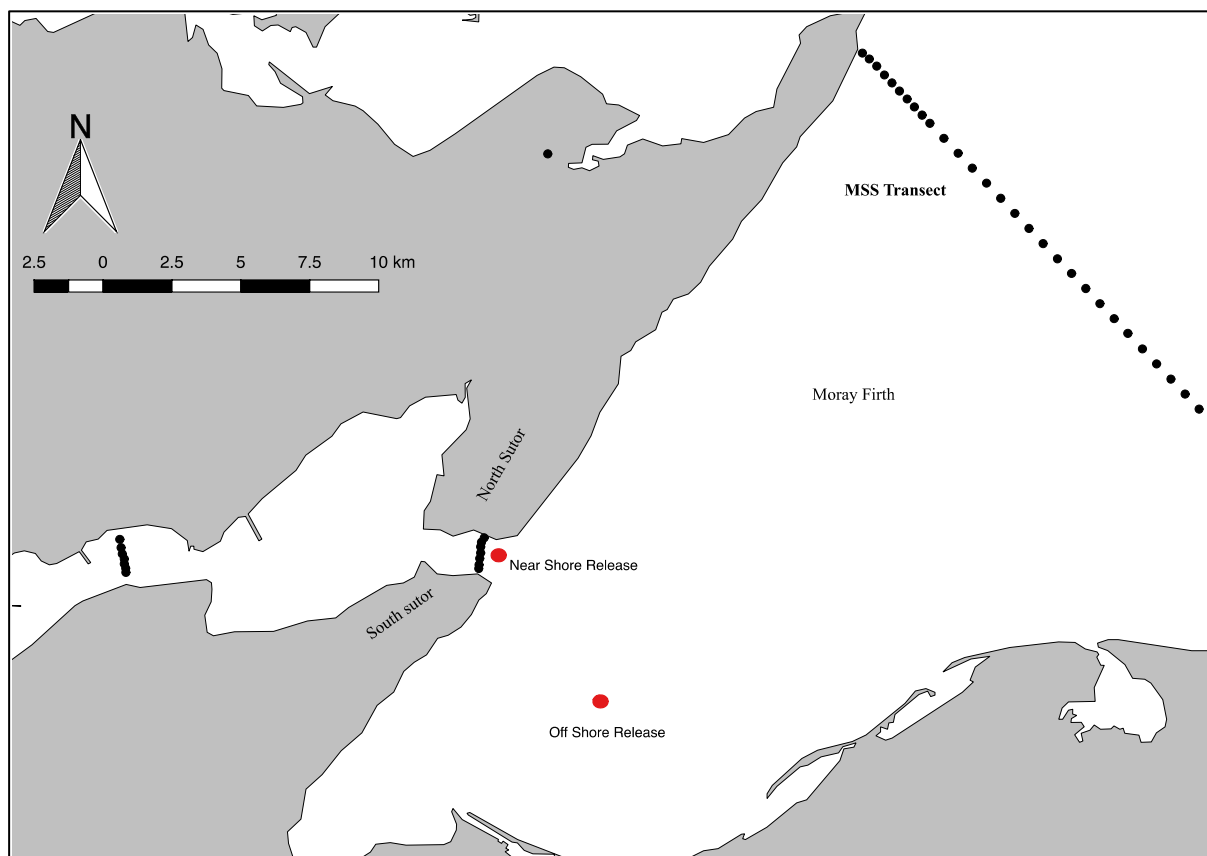 N
MSS Transect
2.5 0 2.5 5 7.5 10 km
Moray Firth
North Sutor
Near Shore Release
South sutor
Off Shore Release